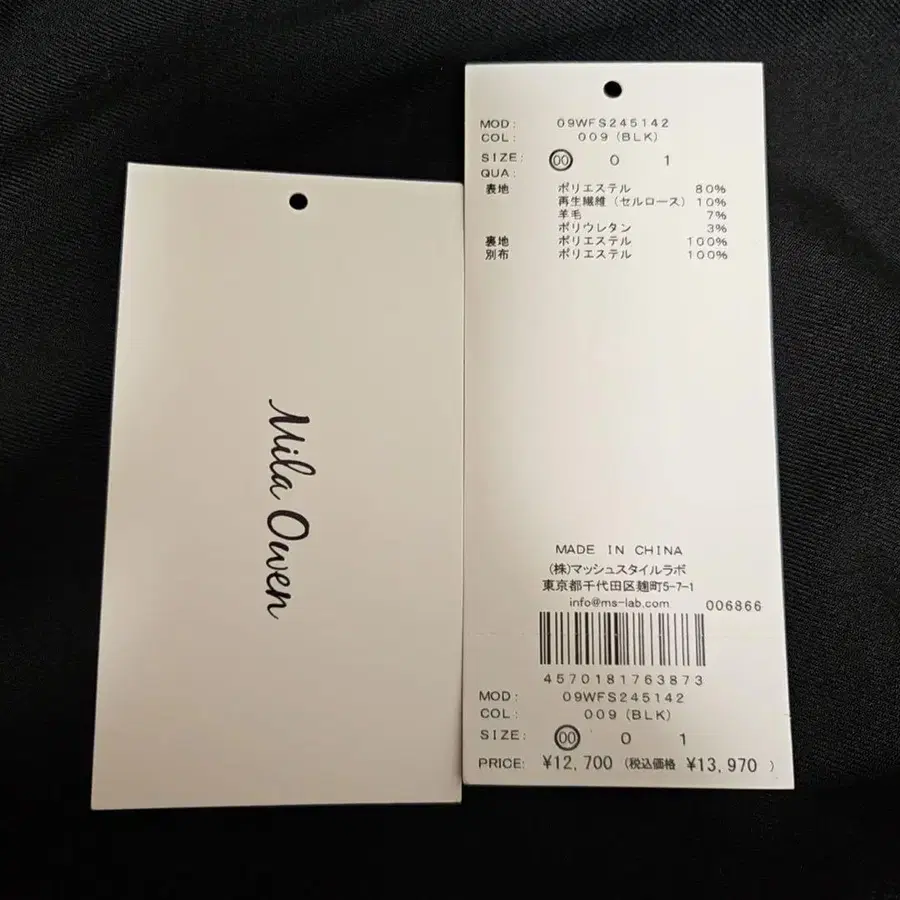 Mila Owen
MOD: 09WFS245142
COL: 009 (BLK)
SIZE: 00 0 1
QUA:
表地 ポリエステル 80%
再生繊維 (セルロース) 10%
羊毛 7%
ポリウレタン 3%
裏地 ポリエステル 100%
別布 ポリエステル 100%
MADE IN CHINA
(株)マッシュスタイルラボ
東京都千代田区麹町5-7-1
info@ms-lab.com 006866
4570181763873
MOD: 09WFS245142
COL: 009 (BLK)
SIZE: 00 0 1
PRICE: ¥12,700 (税込価格 ¥13,970 )